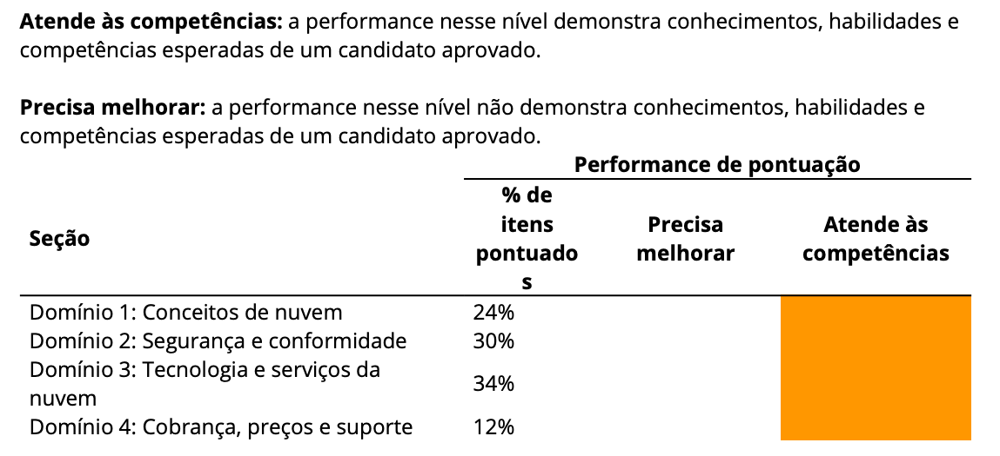 Atende às competências: a performance nesse nível demonstra conhecimentos, habilidades e
competências esperadas de um candidato aprovado.
Precisa melhorar: a performance nesse nível não demonstra conhecimentos, habilidades e
competências esperadas de um candidato aprovado.
Performance de pontuação
Seção
% de
itens
pontuado
s
Precisa
melhorar
Atende às
competências
Domínio 1: Conceitos de nuvem 24%
Domínio 2: Segurança e conformidade 30%
Domínio 3: Tecnologia e serviços da
nuvem
34%
Domínio 4: Cobrança, preços e suporte 12%